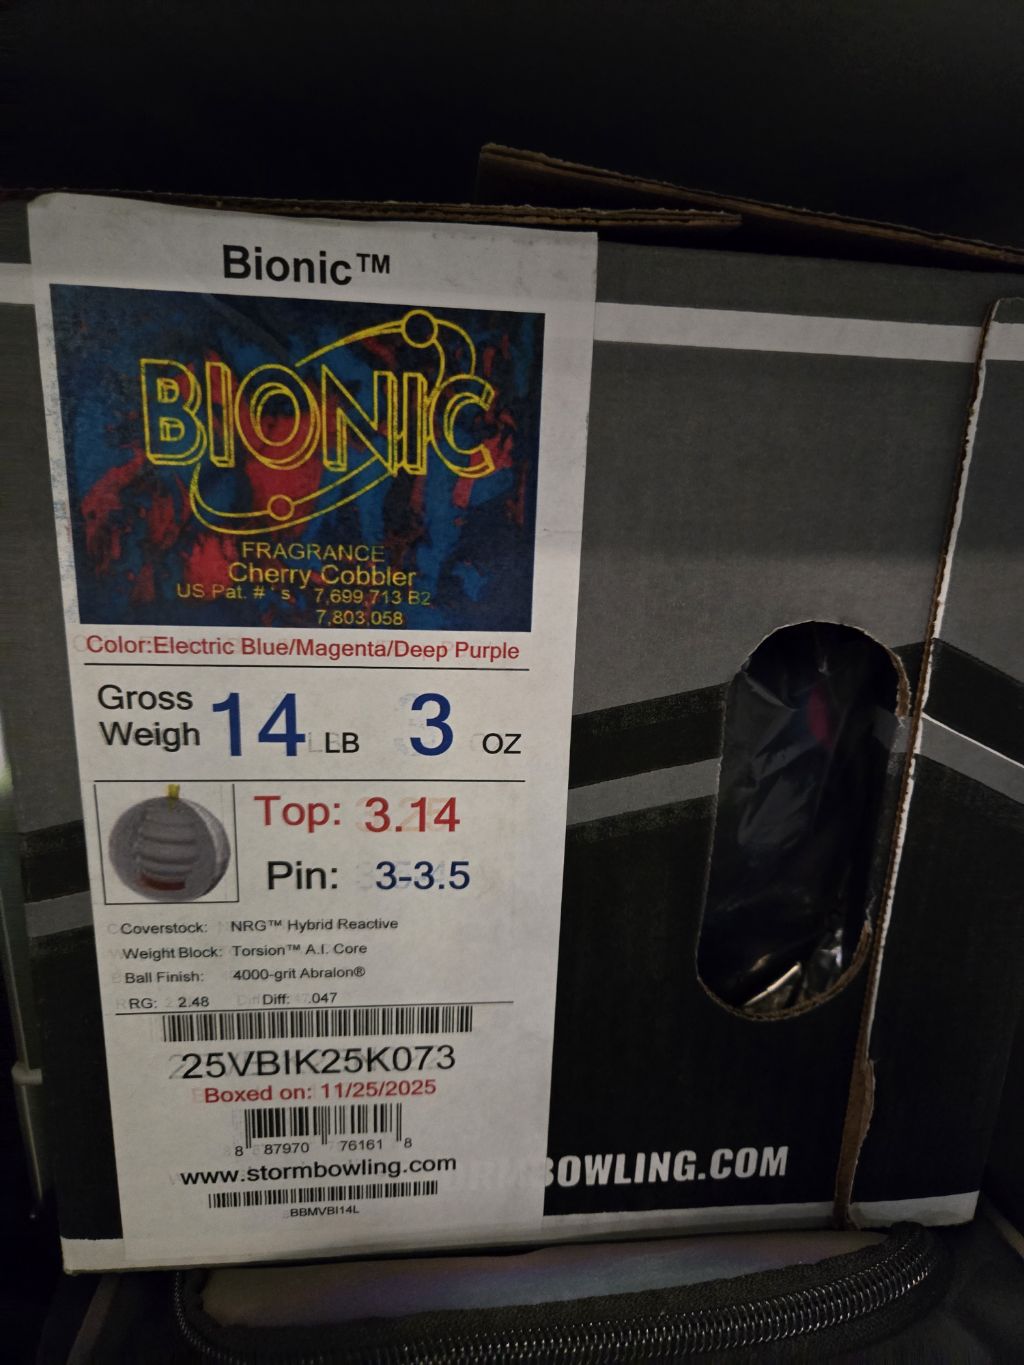 Bionic™
BIONIC
FRAGRANCE
Cherry Cobbler
US Pat. # ' s ' 7,699,713 B2
7,803,058
Color:Electric Blue/Magenta/Deep Purple
Gross
Weigh 14 LB 3 OZ
Top: 3.14
Pin: 3-3.5
Coverstock: NRG™ Hybrid Reactive
Weight Block: Torsion™ A.I. Core
Ball Finish: 4000-grit Abralon®
RG: 2.48 Diff: .047
25VBIK25K073
Boxed on: 11/25/2025
8 87970 76161 8
www.stormbowling.com
BBMVBI14L
RMBOWLING.COM